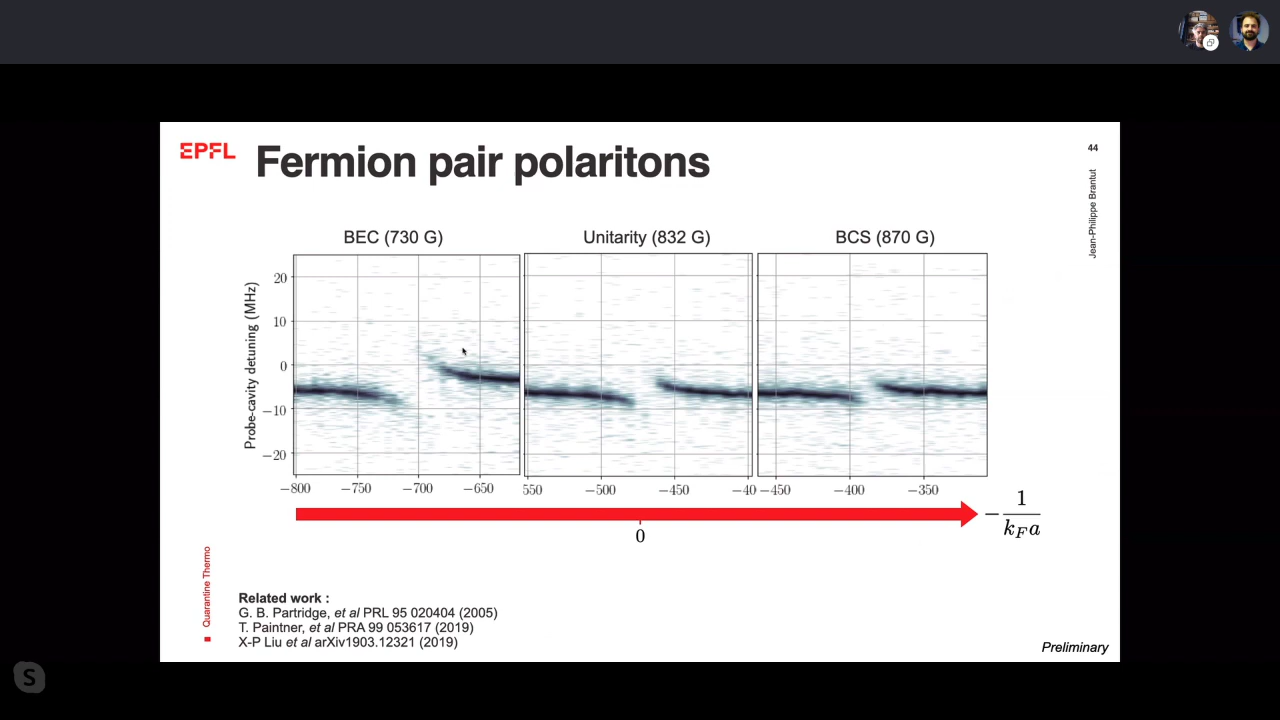 EPFL
Fermion pair polaritons
44
Jean-Philippe Brantut
BEC (730 G)
Unitarity (832 G)
BCS (870 G)
Probe-cavity detuning (MHz)
20
10
0
−10
−20
−800 −750 −700 −650
550 −500 −450 −40
−450 −400 −350
0
− 1 / k_F a
Quarantine Thermo
Related work :
G. B. Partridge, et al PRL 95 020404 (2005)
T. Paintner, et al PRA 99 053617 (2019)
X-P Liu et al arXiv1903.12321 (2019)
Preliminary
S